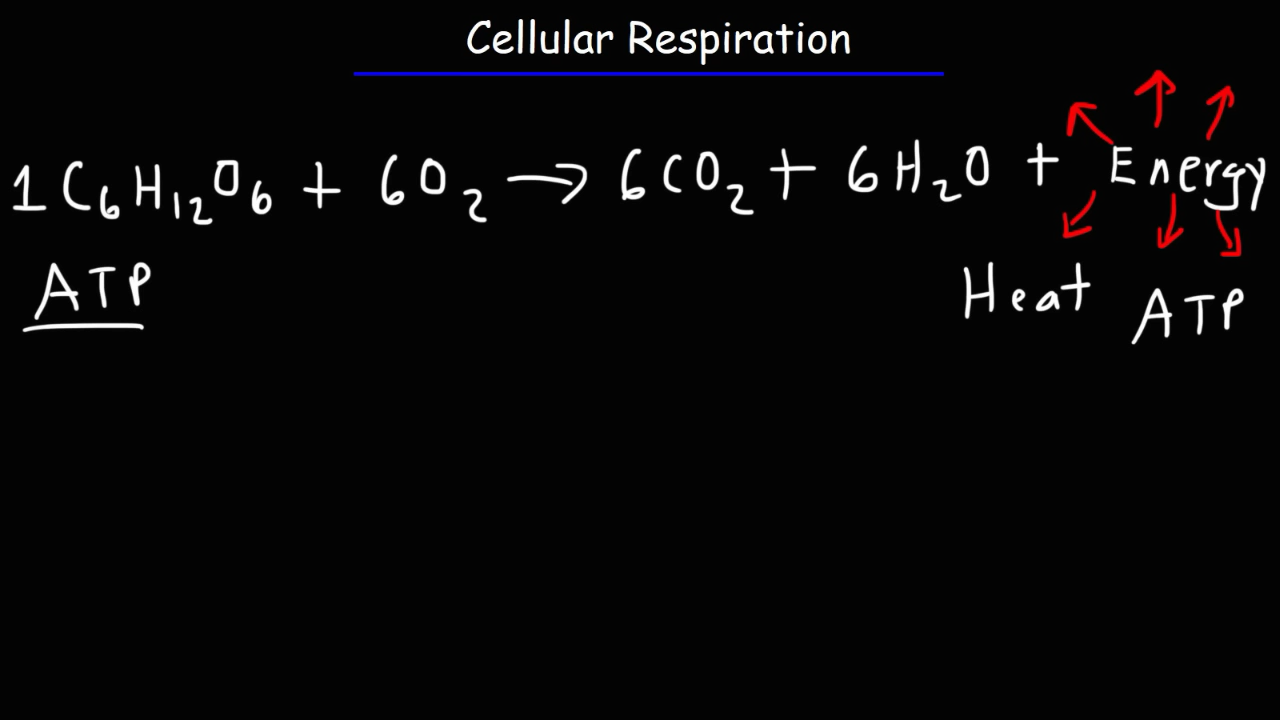 Cellular Respiration
1C₆H₁₂O₆ + 6O₂ → 6CO₂ + 6H₂O + Energy
ATP Heat ATP